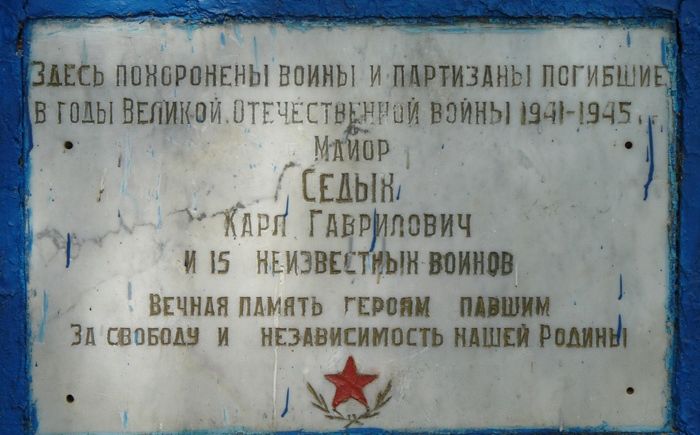 Здесь похоронены воины и партизаны погибшие
в годы Великой Отечественной войны 1941-1945 г.г.
Майор
Седых
Карл Гаврилович
и 15 неизвестных воинов
Вечная память героям павшим
За свободу и независимость нашей Родины